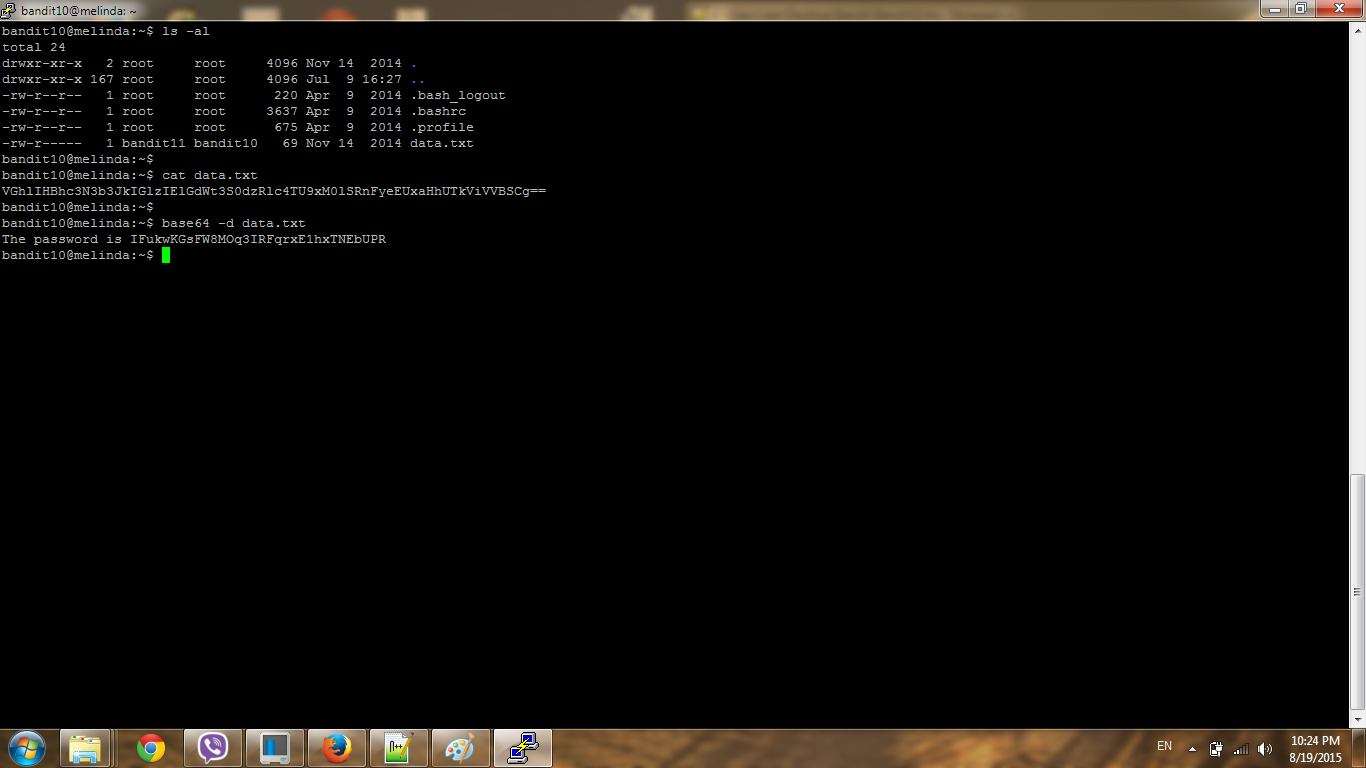 bandit10@melinda: ~
bandit10@melinda:~$ ls -al
total 24
drwxr-xr-x   2 root     root     4096 Nov 14  2014 .
drwxr-xr-x 167 root     root     4096 Jul  9 16:27 ..
-rw-r--r--   1 root     root      220 Apr  9  2014 .bash_logout
-rw-r--r--   1 root     root     3637 Apr  9  2014 .bashrc
-rw-r--r--   1 root     root      675 Apr  9  2014 .profile
-rw-r-----   1 bandit11 bandit10   69 Nov 14  2014 data.txt
bandit10@melinda:~$
bandit10@melinda:~$ cat data.txt
VGhlIHBhc3N3b3JkIGlzIElGdWt3S0dzRlc4TU9xM0lSRnFyeEUxaHhUTkViVVBSCg==
bandit10@melinda:~$
bandit10@melinda:~$ base64 -d data.txt
The password is IFukwKGsFW8MOq3IRFqrxE1hxTNEbUPR
bandit10@melinda:~$
EN
10:24 PM
8/19/2015